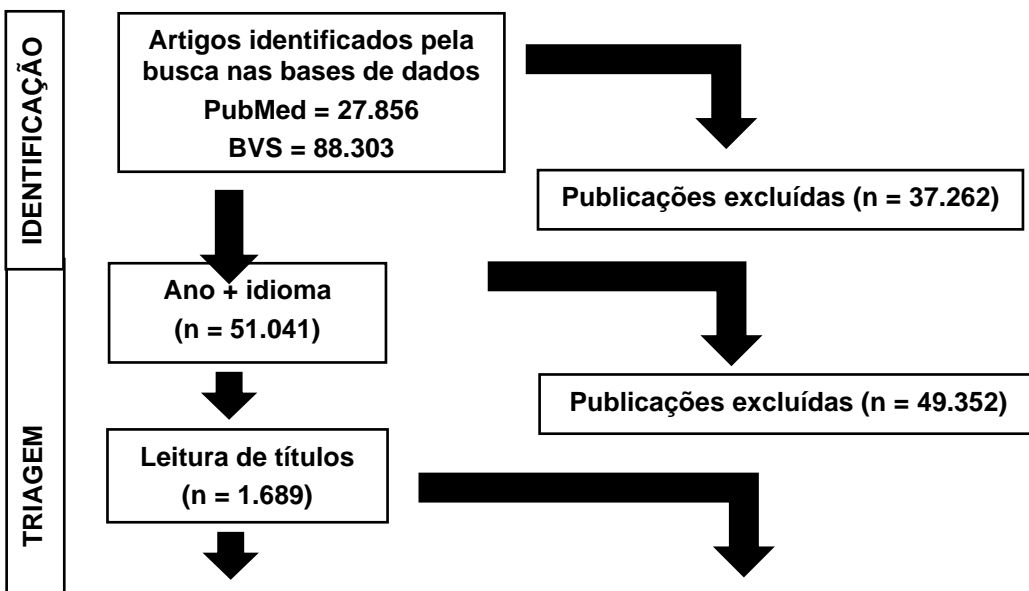 IDENTIFICAÇÃO
Artigos identificados pela
busca nas bases de dados
PubMed = 27.856
BVS = 88.303
Publicações excluídas (n = 37.262)
TRIAGEM
Ano + idioma
(n = 51.041)
Publicações excluídas (n = 49.352)
Leitura de títulos
(n = 1.689)